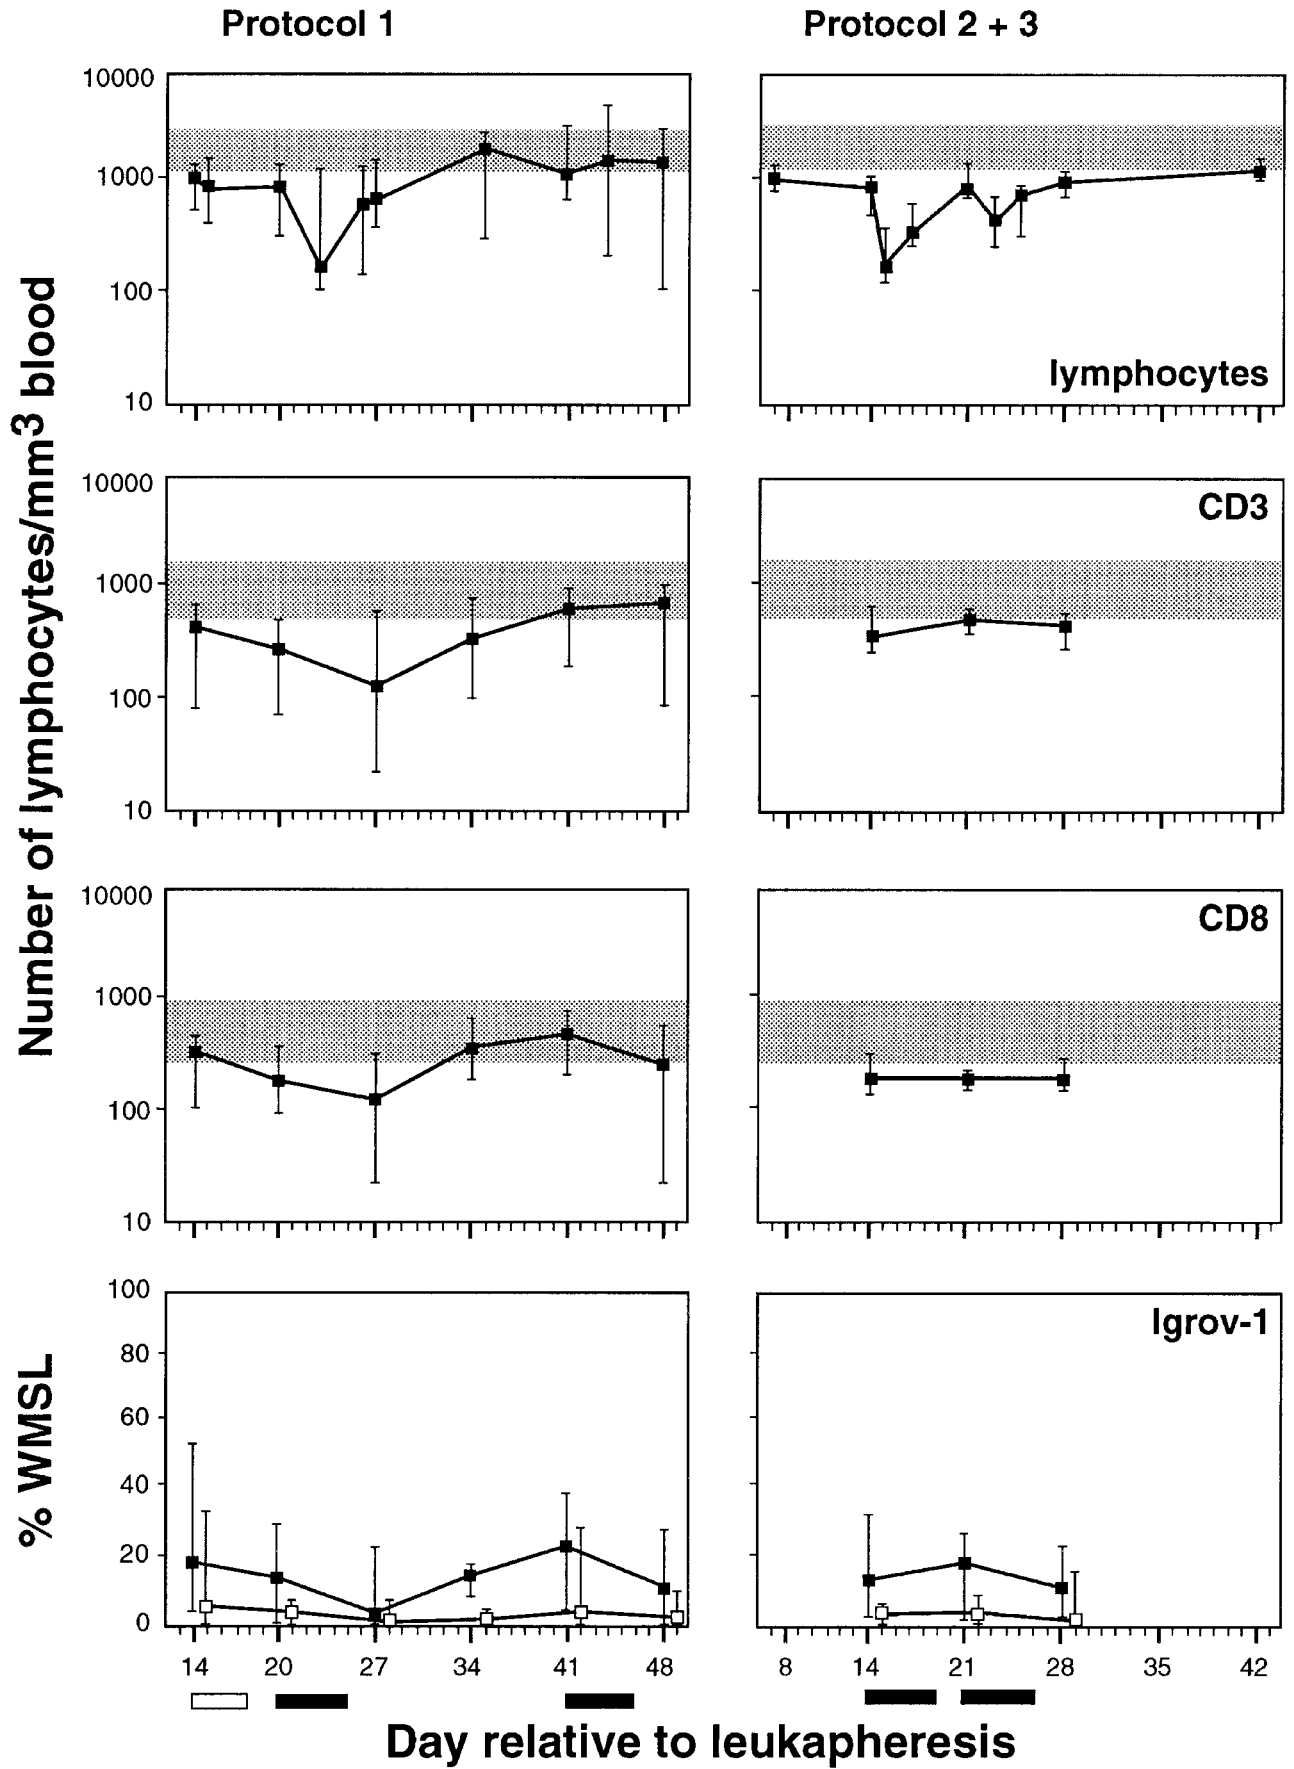 Protocol 1
Protocol 2 + 3
Number of lymphocytes/mm³ blood
10000
1000
100
10
lymphocytes
10000
1000
100
10
CD3
10000
1000
100
10
CD8
% WMSL
100
80
60
40
20
0
Igrov-1
14 20 27 34 41 48
8 14 21 28 35 42
Day relative to leukapheresis